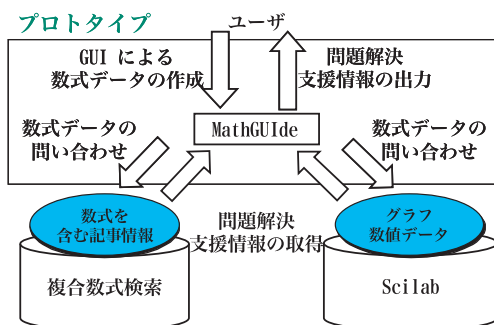 プロトタイプ
ユーザ
GUI による
数式データの作成
問題解決
支援情報の出力
MathGUIde
数式データの
問い合わせ
数式データの
問い合わせ
数式を
含む記事情報
問題解決
支援情報の取得
グラフ
数値データ
複合数式検索
Scilab